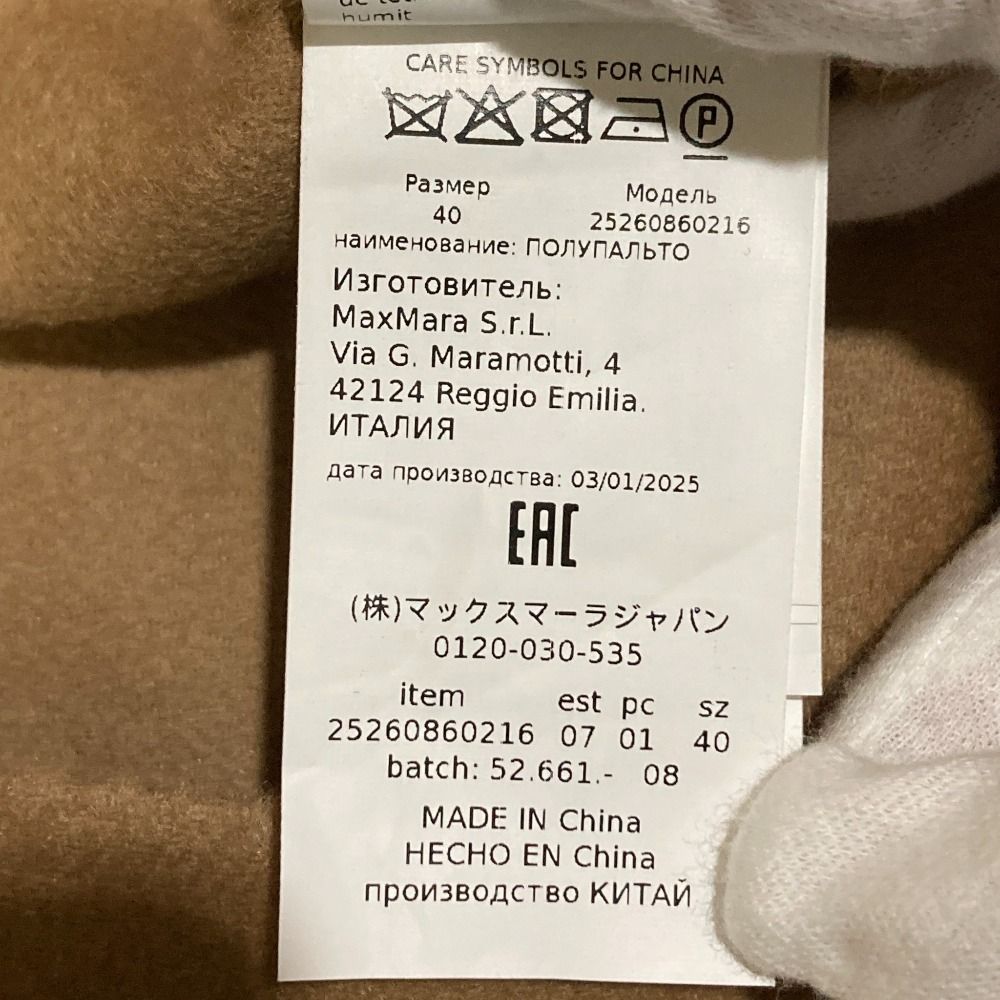 humit
CARE SYMBOLS FOR CHINA
P
Размер Модель
40 25260860216
наименование: ПОЛУПАЛЬТО
Изготовитель:
MaxMara S.r.L.
Via G. Maramotti, 4
42124 Reggio Emilia.
ИТАЛИЯ
дата производства: 03/01/2025
EAC
(株)マックスマーラジャパン
0120-030-535
item est pc sz
25260860216 07 01 40
batch: 52.661.- 08
MADE IN China
HECHO EN China
производство КИТАЙ